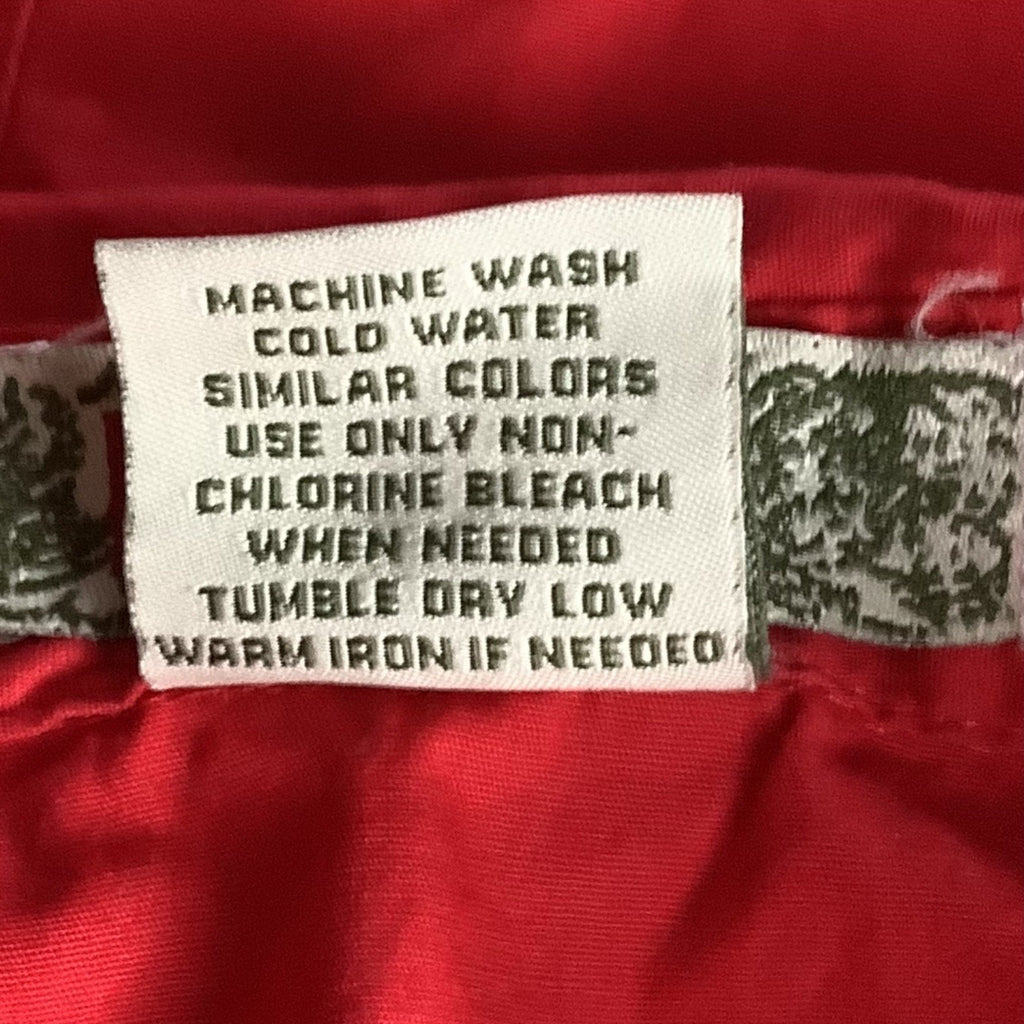 MACHINE WASH
COLD WATER
SIMILAR COLORS
USE ONLY NON-
CHLORINE BLEACH
WHEN NEEDED
TUMBLE DRY LOW
WARM IRON IF NEEDED